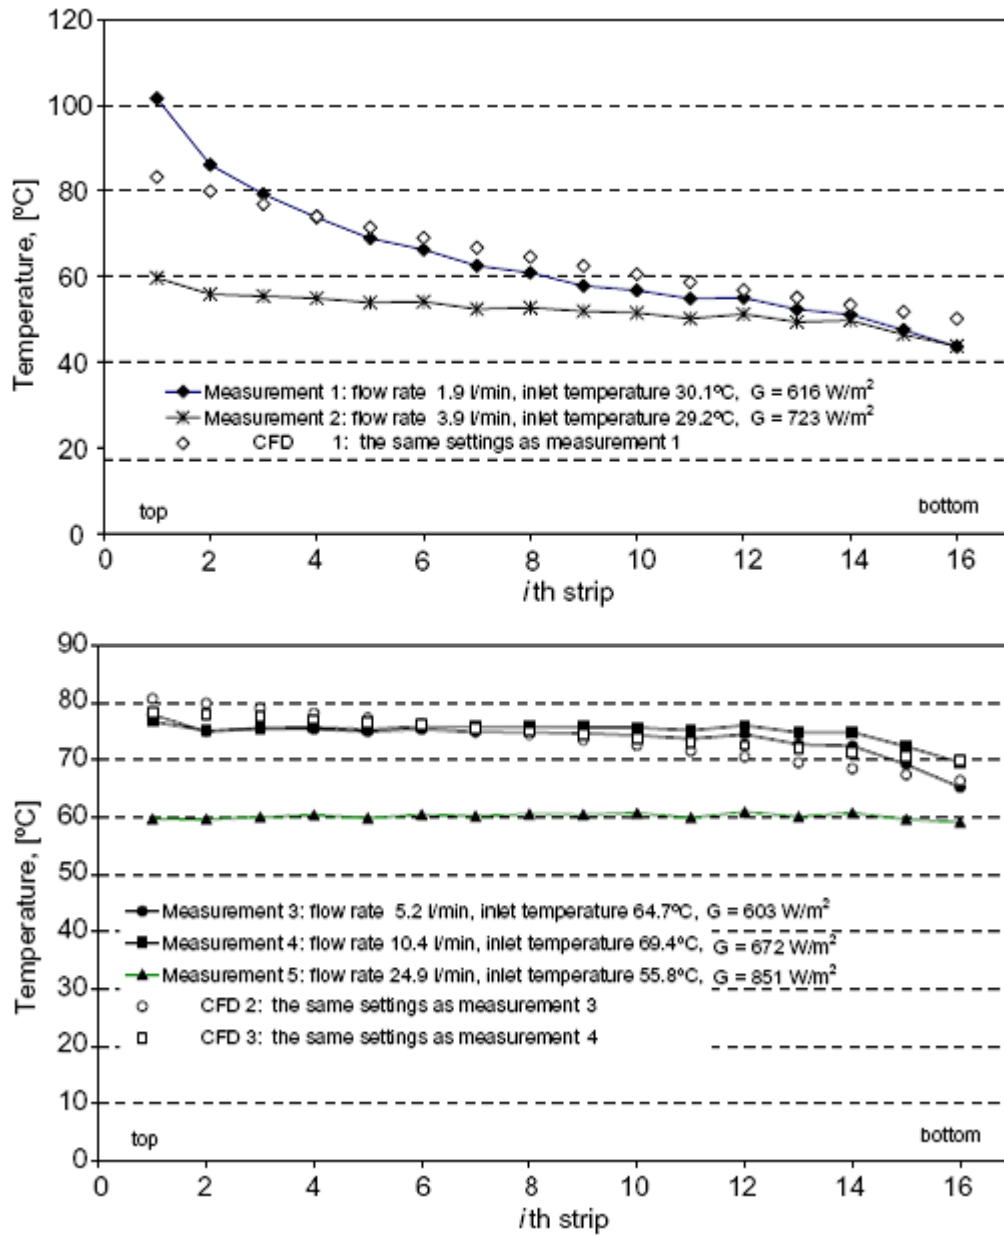 120
100
80
60
40
20
0
Temperature, [ºC]
Measurement 1: flow rate 1.9 l/min, inlet temperature 30.1ºC, G = 616 W/m²
Measurement 2: flow rate 3.9 l/min, inlet temperature 29.2ºC, G = 723 W/m²
CFD 1: the same settings as measurement 1
top
bottom
0 2 4 6 8 10 12 14 16
ith strip
90
80
70
60
50
40
30
20
10
0
Temperature, [ºC]
Measurement 3: flow rate 5.2 l/min, inlet temperature 64.7ºC, G = 603 W/m²
Measurement 4: flow rate 10.4 l/min, inlet temperature 69.4ºC, G = 672 W/m²
Measurement 5: flow rate 24.9 l/min, inlet temperature 55.8ºC, G = 851 W/m²
CFD 2: the same settings as measurement 3
CFD 3: the same settings as measurement 4
top
bottom
0 2 4 6 8 10 12 14 16
ith strip